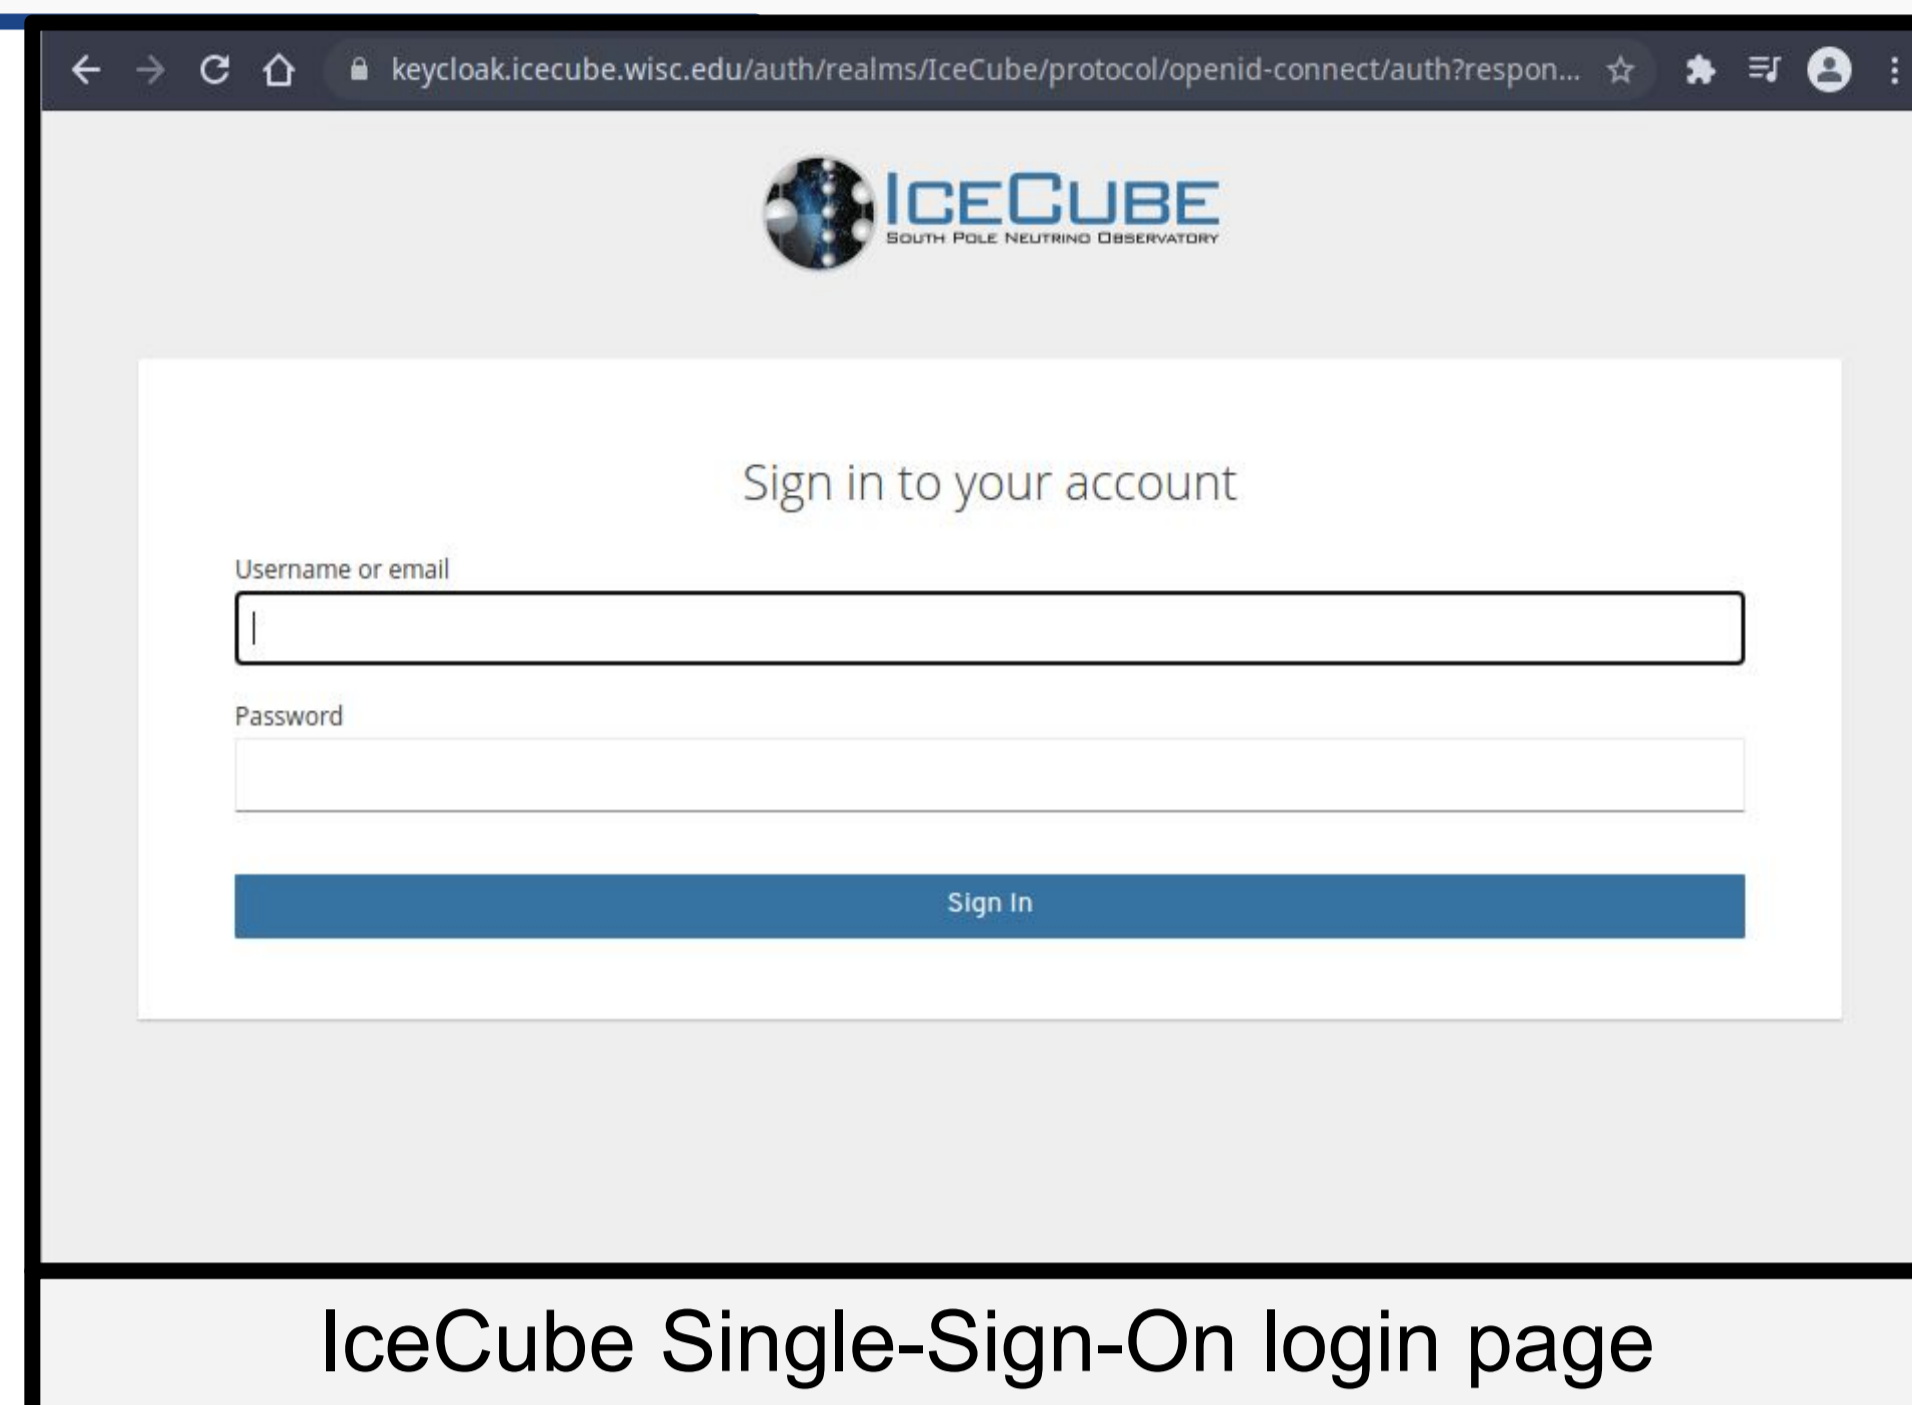 keycloak.icecube.wisc.edu/auth/realms/IceCube/protocol/openid-connect/auth?respon...
ICECUBE
SOUTH POLE NEUTRINO OBSERVATORY
Sign in to your account
Username or email
Password
Sign In
IceCube Single-Sign-On login page